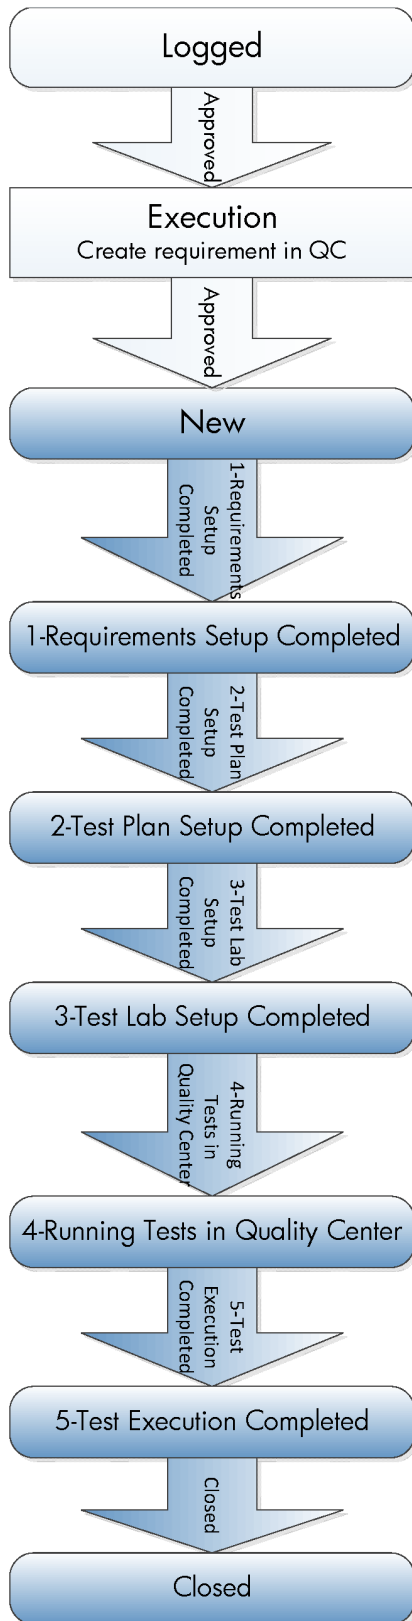 Logged
Approved
Execution
Create requirement in QC
Approved
New
1-Requirements
Setup
Completed
1-Requirements Setup Completed
2-Test Plan
Setup
Completed
2-Test Plan Setup Completed
3-Test Lab
Setup
Completed
3-Test Lab Setup Completed
4-Running
Tests in
Quality Center
4-Running Tests in Quality Center
5-Test
Execution
Completed
5-Test Execution Completed
Closed
Closed